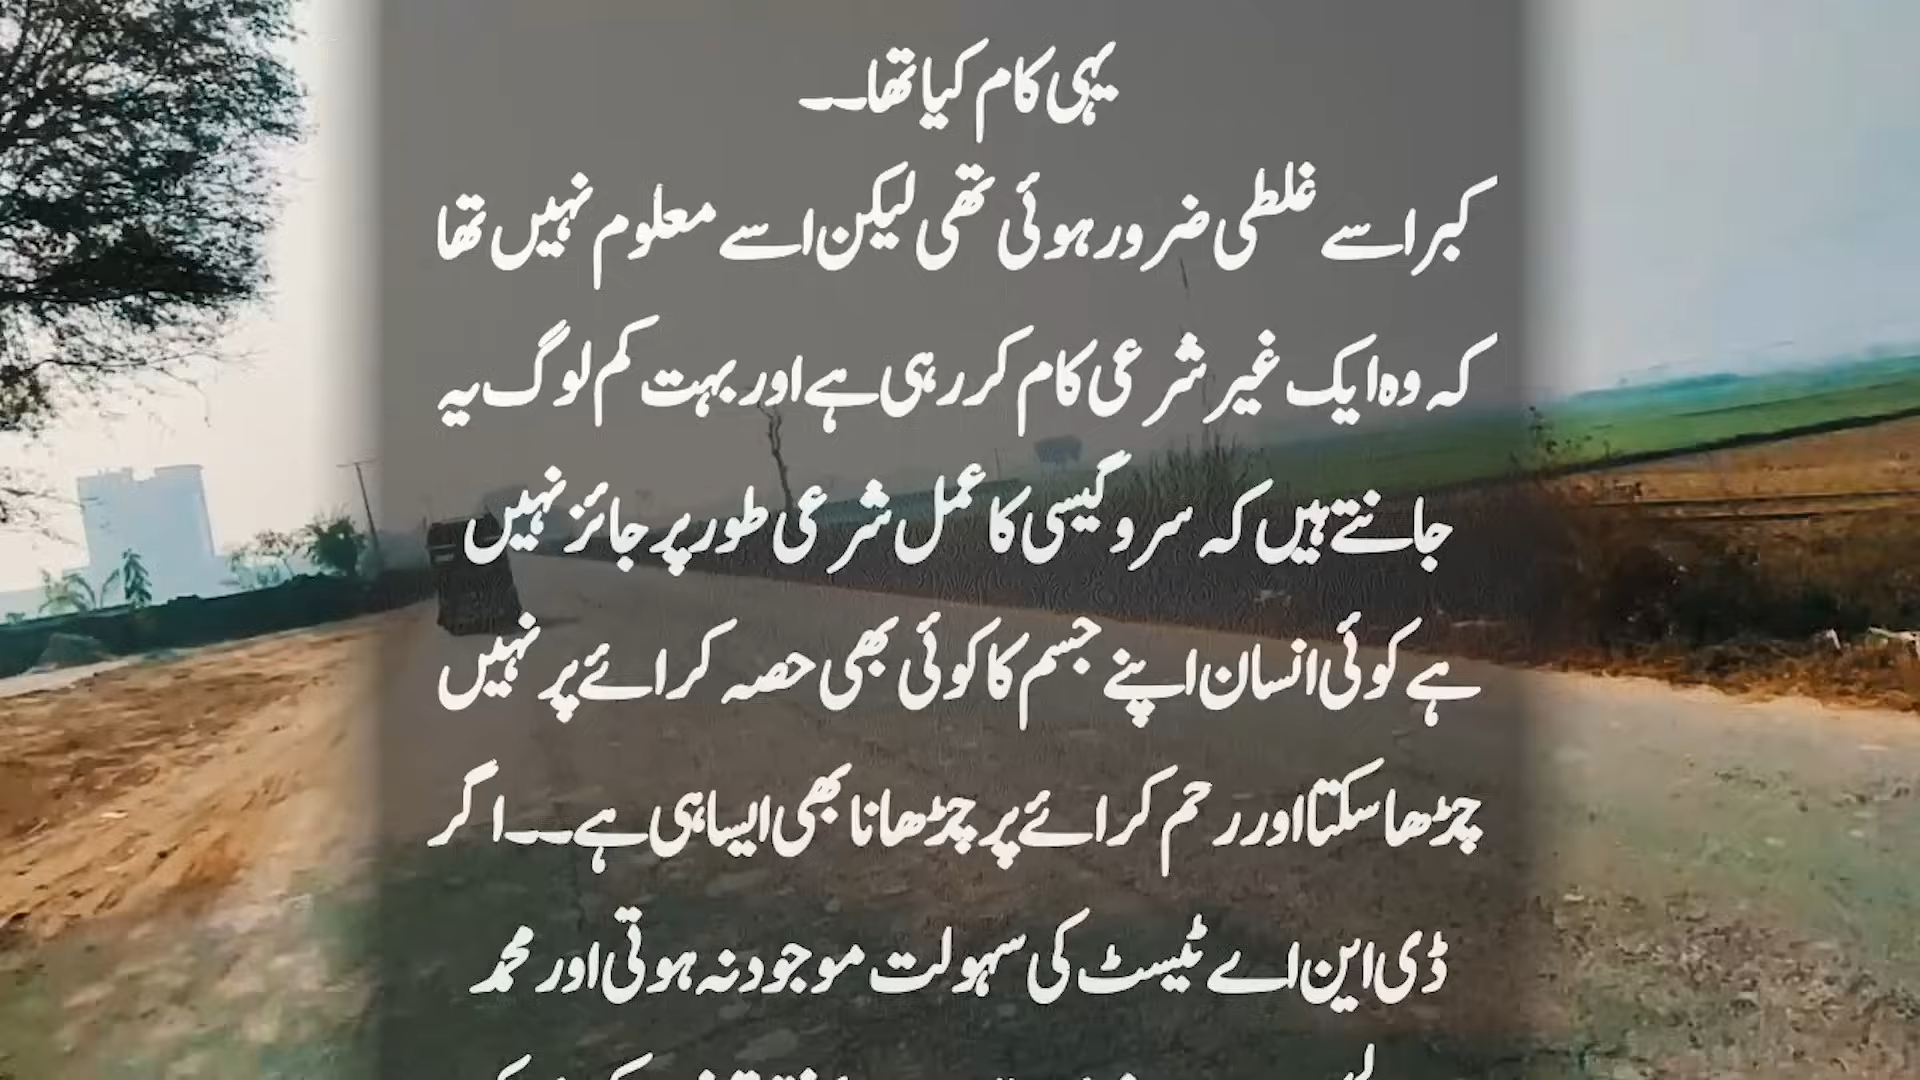 یہی کام کیا تھا۔۔
کبرا سے غلطی ضرور ہوئی تھی لیکن اسے معلوم نہیں تھا
کہ وہ ایک غیر شرعی کام کر رہی ہے اور بہت کم لوگ یہ
جانتے ہیں کہ سروگیسی کا عمل شرعی طور پر جائز نہیں
ہے کوئی انسان اپنے جسم کا کوئی بھی حصہ کرائے پر نہیں
چڑھا سکتا اور رحم کرائے پر چڑھانا بھی ایسا ہی ہے۔۔ اگر
ڈی این اے ٹیسٹ کی سہولت موجود نہ ہوتی اور محمد